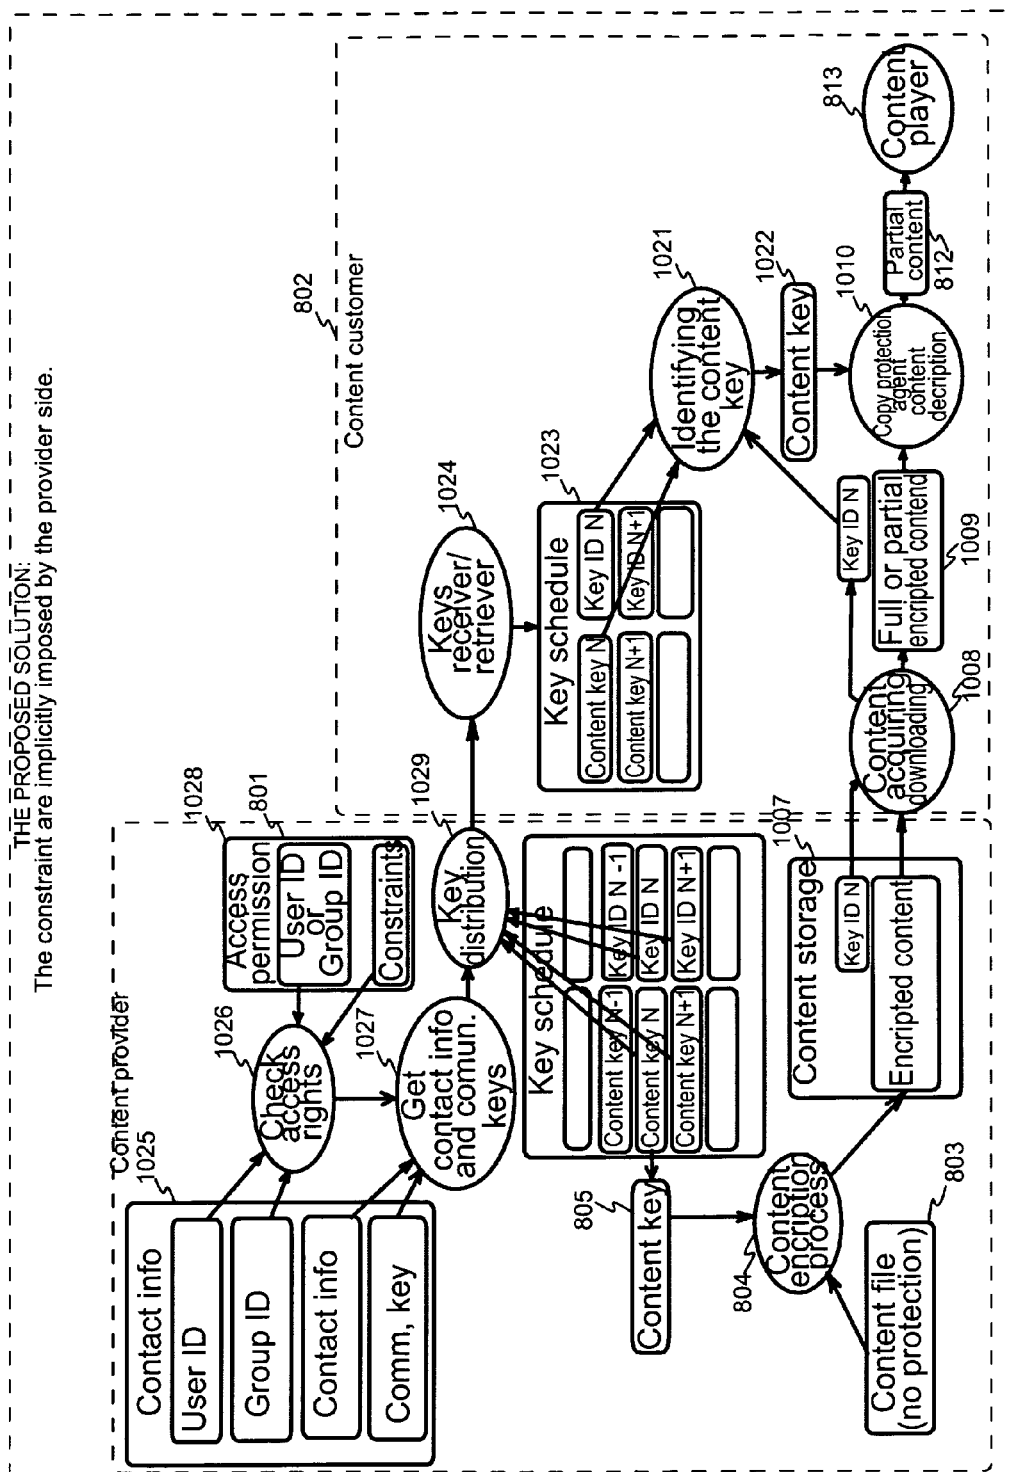 THE PROPOSED SOLUTION:
The constraint are implicitly imposed by the provider side.
Content provider
1025
Contact info
User ID
Group ID
Contact info
Comm, key
1026
Check
access
rights
1027
Get
contact info
and commun.
keys
1028
801
Access
permission
User ID
or
Group ID
Constraints
1029
Key
distribution
Key schedule
Content key N-1
Key ID N -1
Content key N
Key ID N
Content key N+1
Key ID N+1
805
Content key
804
Content
encription
process
803
Content file
(no protection)
1007
Content storage
Key ID N
Encripted content
802
Content customer
1024
Keys
receiver/
retriever
1023
Key schedule
Content key N
Key ID N
Content key N+1
Key ID N+1
1021
Identifying
the content
key
1022
Content key
1008
Content
acquiring
downloading
Key ID N
1009
Full or partial
encripted contend
1010
Copy protection
agent
content
decription
812
Partial
content
813
Content
player